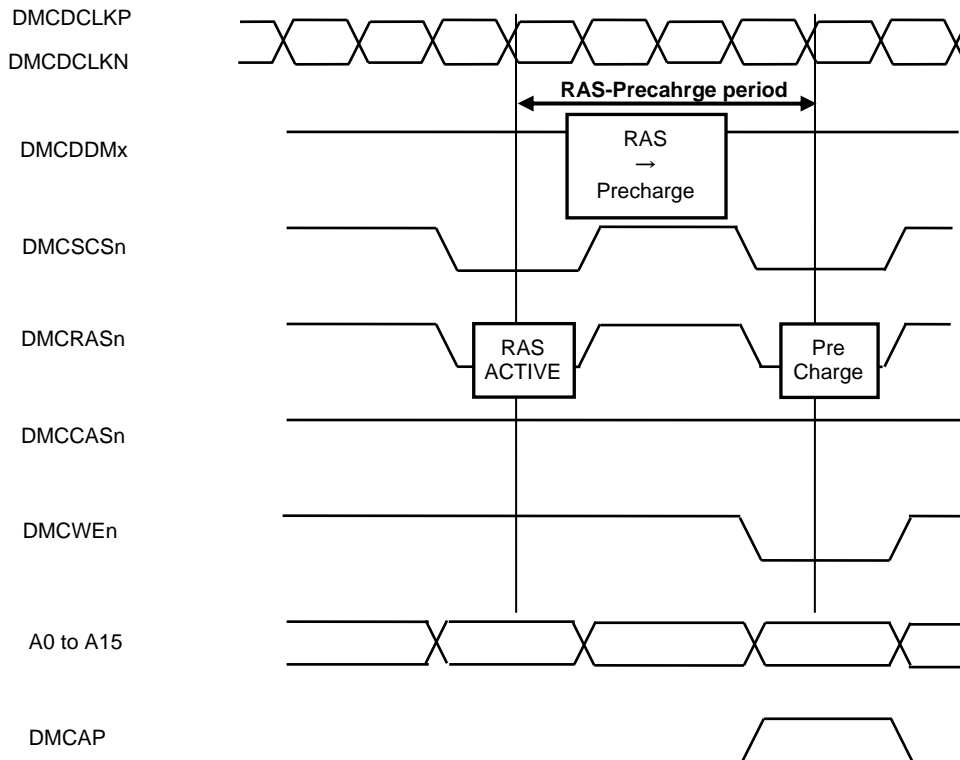 DMCDCLKP
DMCDCLKN
RAS-Precahrge period
DMCDDMx
RAS
→
Precharge
DMCSCSn
DMCRASn
RAS
ACTIVE
Pre
Charge
DMCCASn
DMCWEn
A0 to A15
DMCAP